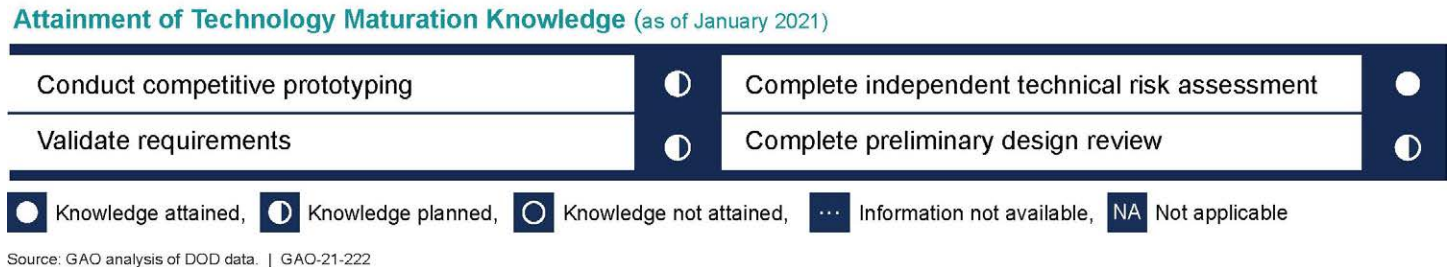 Attainment of Technology Maturation Knowledge (as of January 2021)
Conduct competitive prototyping
Complete independent technical risk assessment
Validate requirements
Complete preliminary design review
Knowledge attained, Knowledge planned, Knowledge not attained, ... Information not available, NA Not applicable
Source: GAO analysis of DOD data. | GAO-21-222